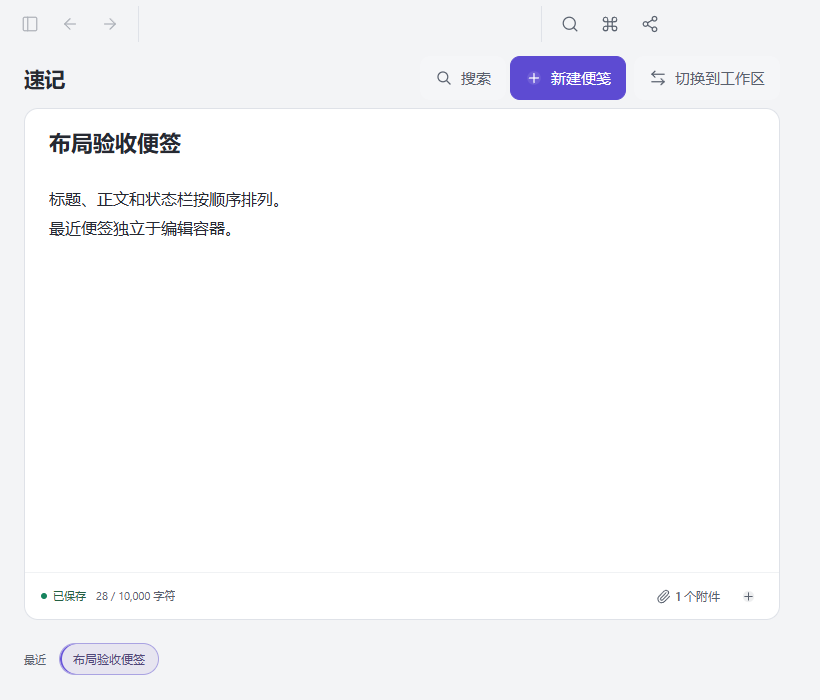 速记
搜索
新建便笺
切换到工作区
布局验收便签
标题、正文和状态栏按顺序排列。
最近便签独立于编辑容器。
已保存 28 / 10,000 字符
1 个附件
最近
布局验收便签